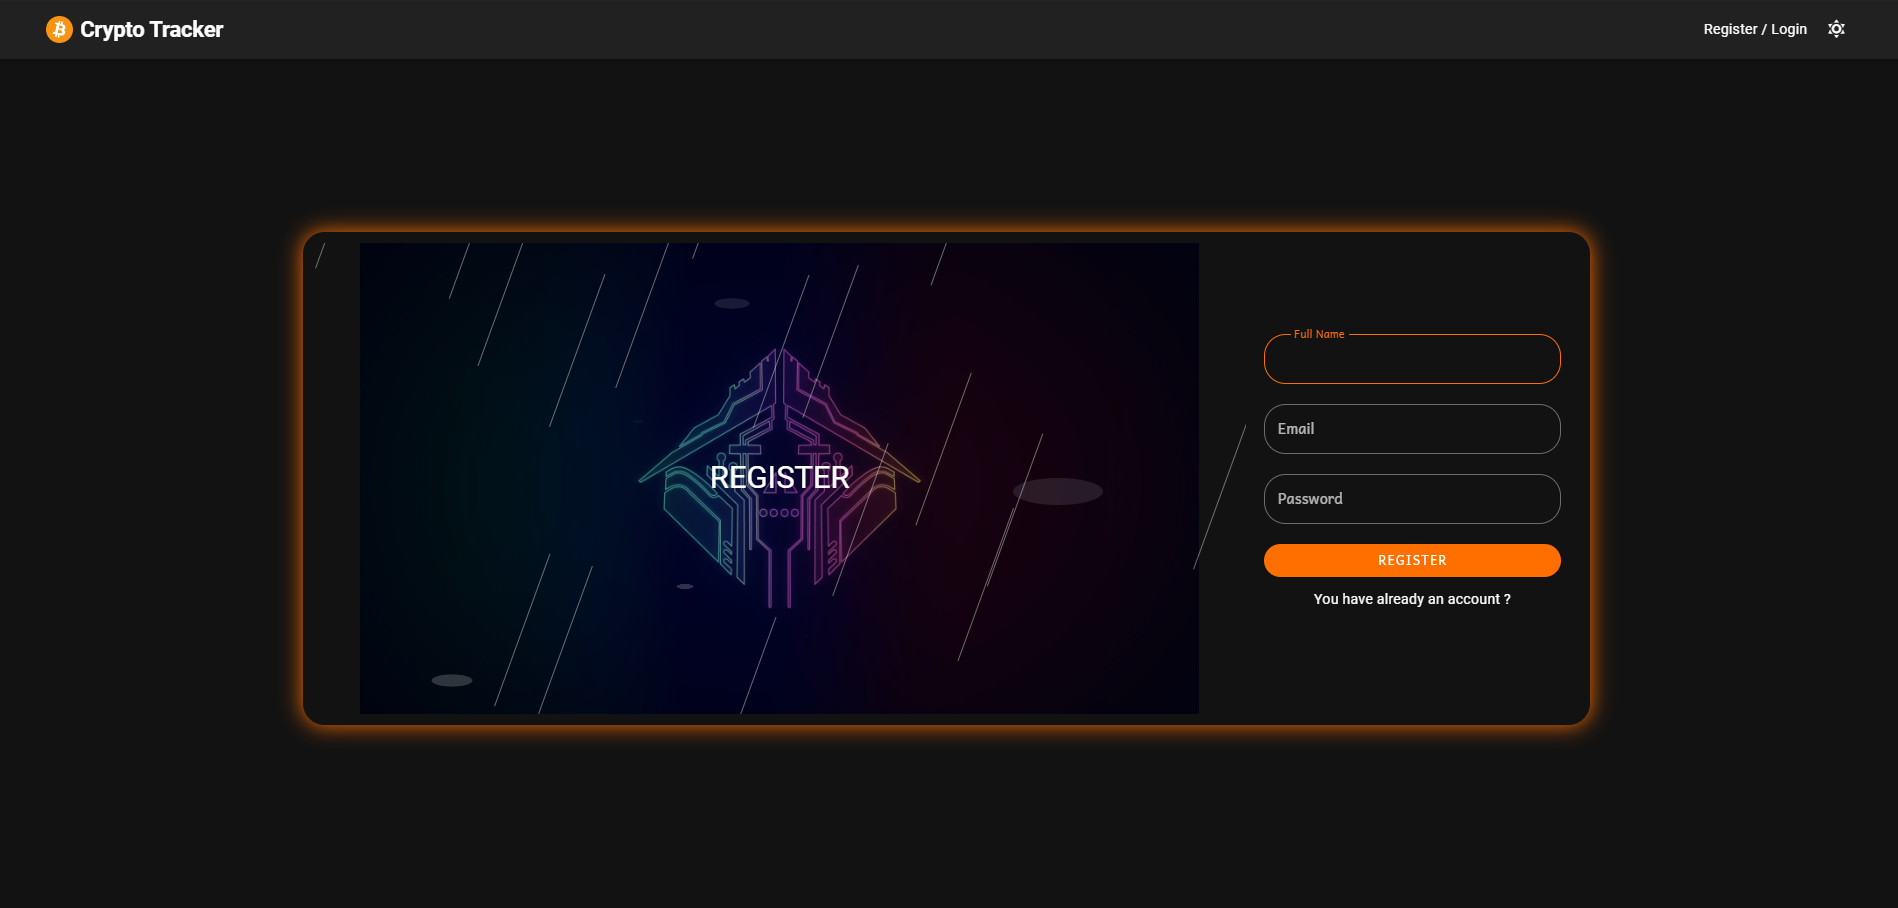 Crypto Tracker
Register / Login
REGISTER
Full Name
Email
Password
REGISTER
You have already an account ?